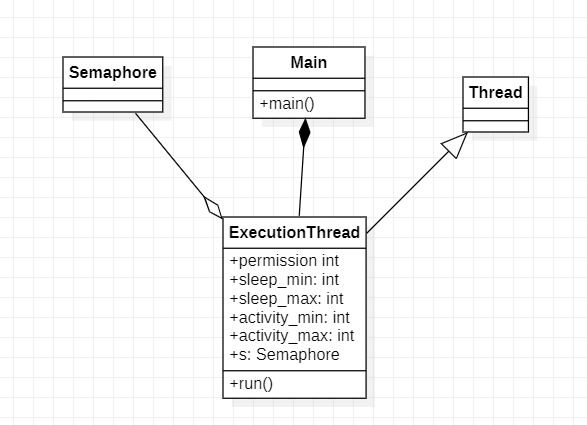 Semaphore
Main
+main()
Thread
ExecutionThread
+permission int
+sleep_min: int
+sleep_max: int
+activity_min: int
+activity_max: int
+s: Semaphore
+run()